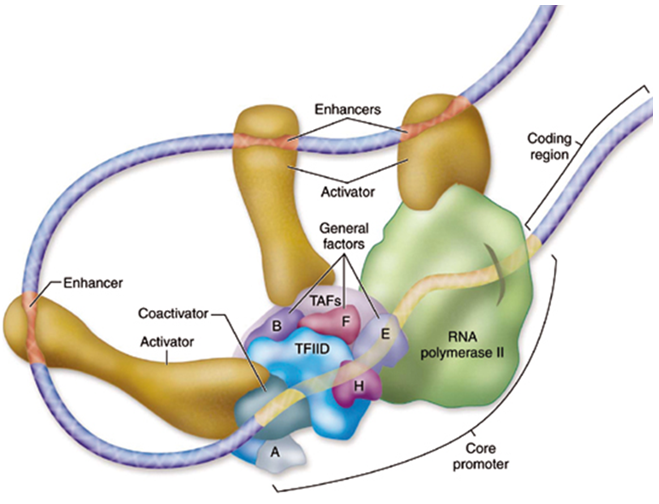 Enhancers
Coding
region
Activator
General
factors
Enhancer
TAFs
Coactivator
B
F
E
Activator
TFIID
RNA
polymerase II
H
A
Core
promoter